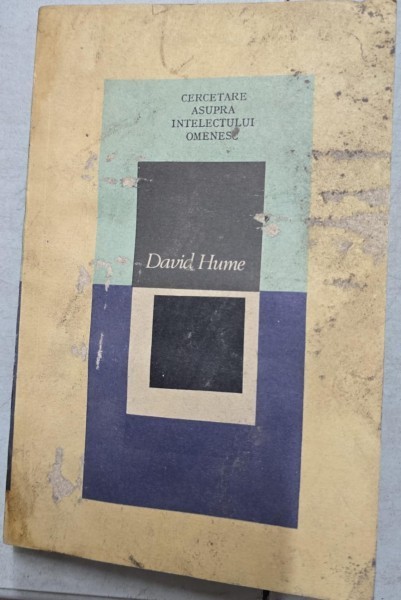 CERCETARE
ASUPRA
INTELECTULUI
OMENESC
David Hume